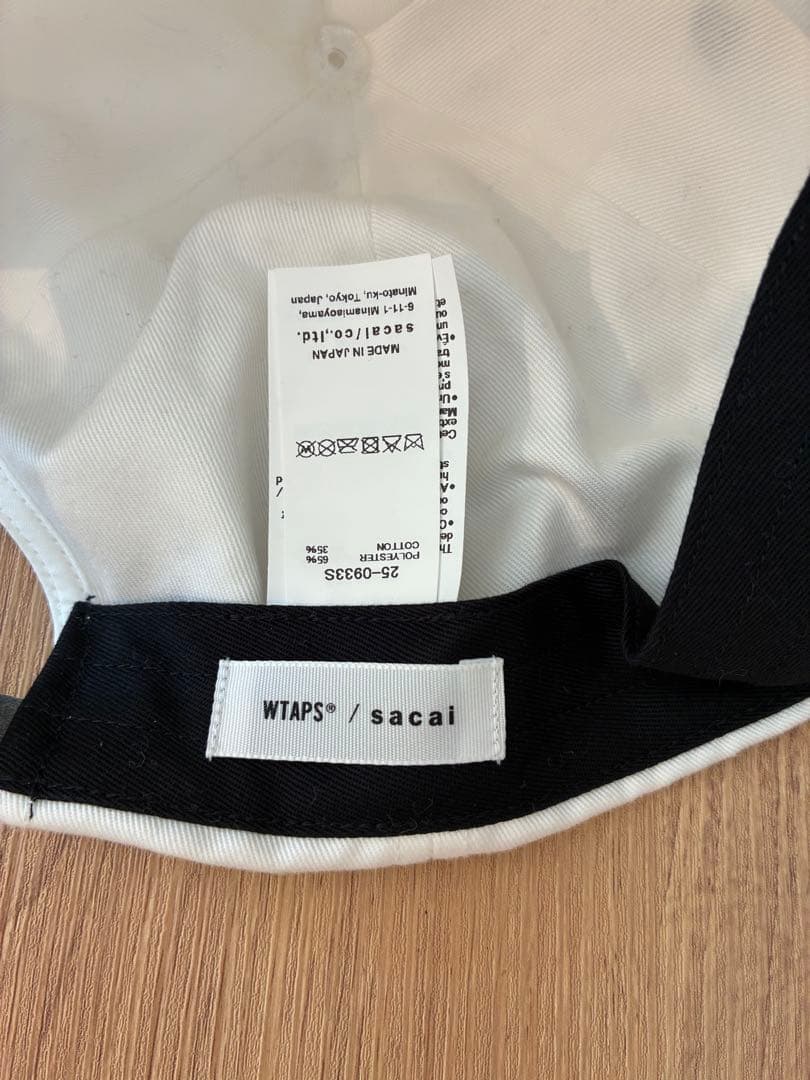 25-0933S
POLYESTER 65%
COTTON 35%
MADE IN JAPAN
sacai/co.,ltd.
6-11-1 Minamiaoyama,
Minato-ku, Tokyo, Japan
WTAPS® / sacai